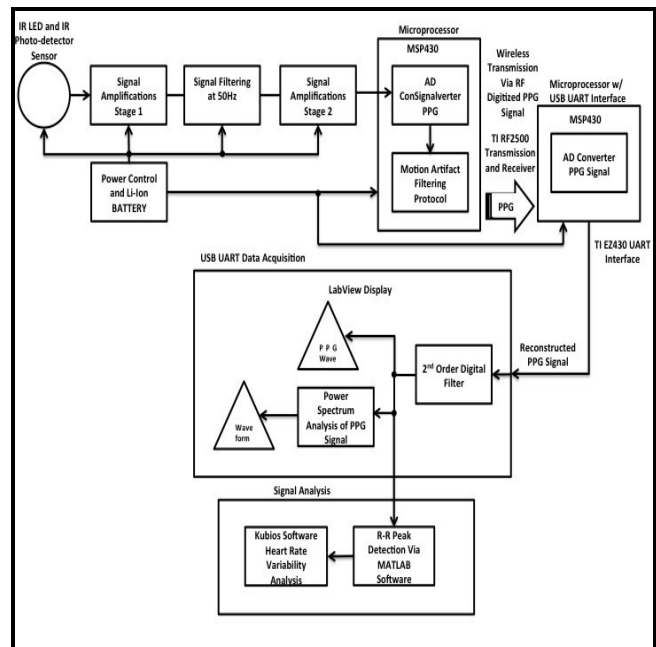 IR LED and IR
Photo-detector
Sensor
Signal
Amplifications
Stage 1
Signal Filtering
at 50Hz
Signal
Amplifications
Stage 2
Power Control
and Li-Ion
BATTERY
Microprocessor
MSP430
AD
ConSignalverter
PPG
Motion Artifact
Filtering
Protocol
Wireless
Transmission
Via RF
Digitized PPG
Signal
TI RF2500
Transmission
and Receiver
PPG
Microprocessor w/
USB UART Interface
MSP430
AD Converter
PPG Signal
TI EZ430 UART
Interface
USB UART Data Acquisition
LabView Display
P P G
Wave
2nd Order Digital
Filter
Reconstructed
PPG Signal
Power
Spectrum
Analysis of PPG
Signal
Wave
form
Signal Analysis
Kubios Software
Heart Rate
Variability
Analysis
R-R Peak
Detection Via
MATLAB
Software